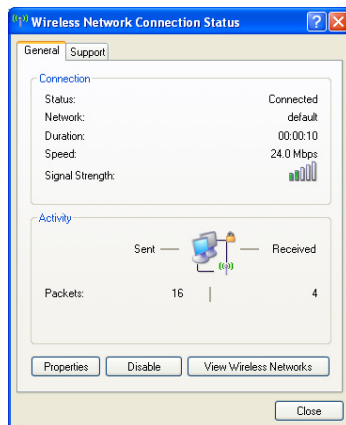 Wireless Network Connection Status
General Support
Connection
Status: Connected
Network: default
Duration: 00:00:10
Speed: 24.0 Mbps
Signal Strength:
Activity
Sent Received
Packets: 16 4
Properties Disable View Wireless Networks
Close